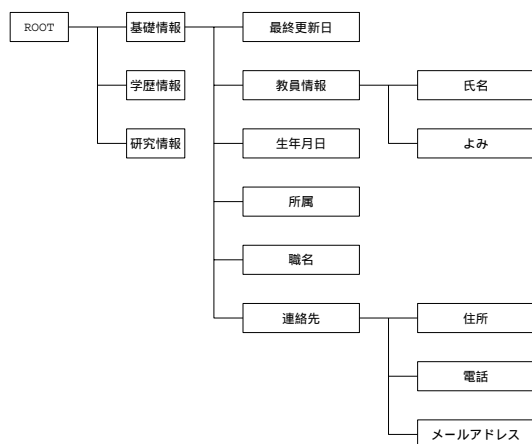 ROOT
基礎情報
最終更新日
学歴情報
教員情報
氏名
研究情報
生年月日
よみ
所属
職名
連絡先
住所
電話
メールアドレス